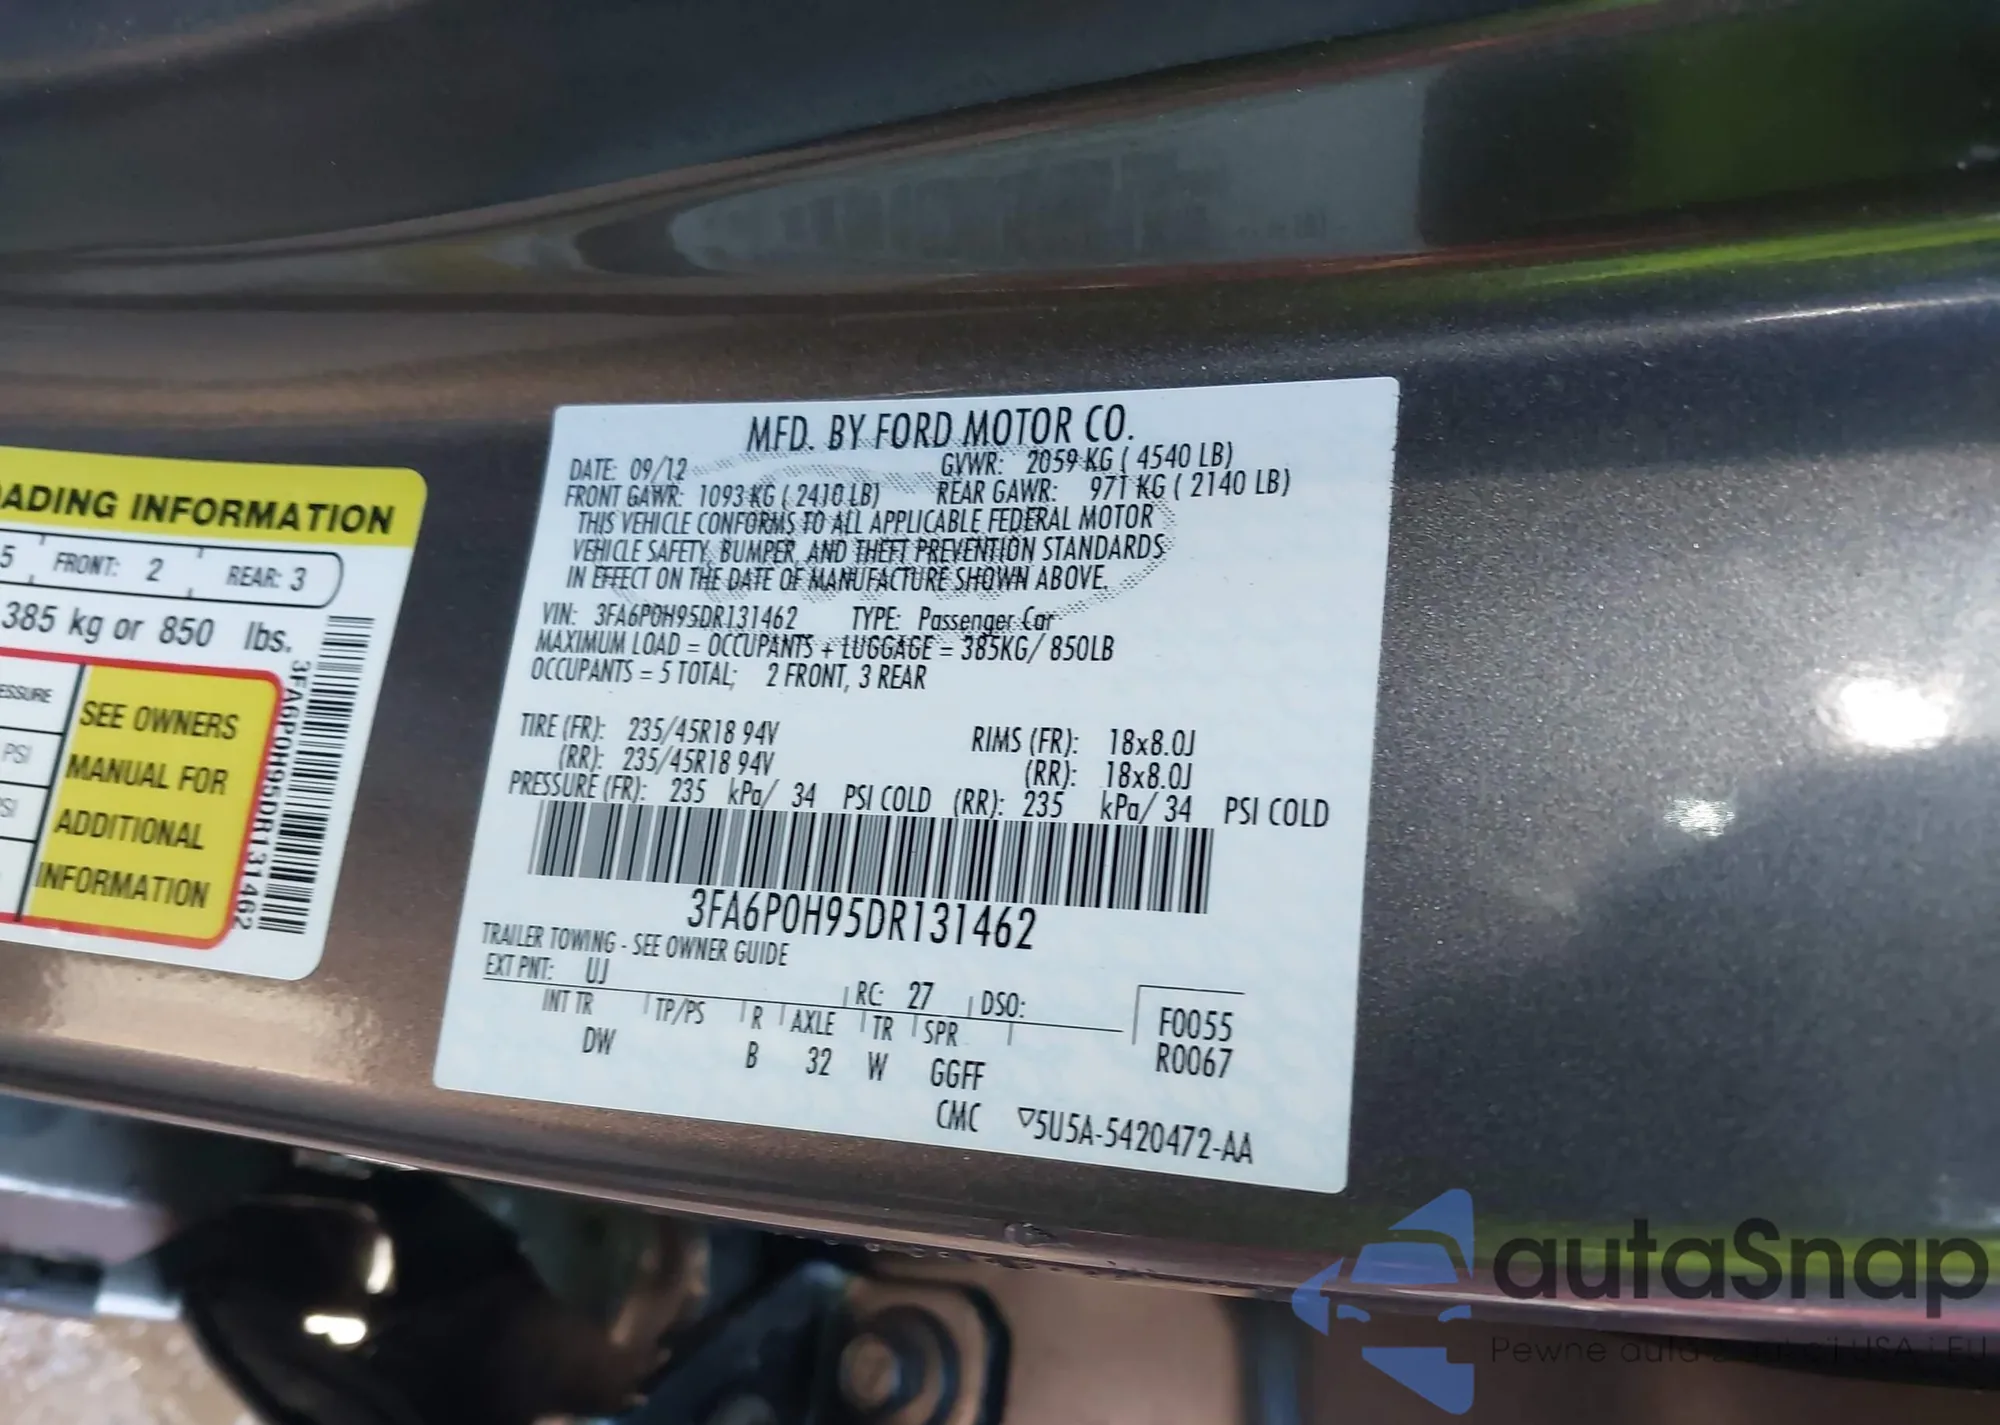 ADING INFORMATION
5 FRONT: 2 REAR: 3
385 kg or 850 lbs.
ESSURE
PSI
PSI
SEE OWNERS
MANUAL FOR
ADDITIONAL
INFORMATION
3FA6P0H95DR131462
MFD. BY FORD MOTOR CO.
DATE: 09/12 GVWR: 2059 KG ( 4540 LB)
FRONT GAWR: 1093 KG ( 2410 LB) REAR GAWR: 971 KG ( 2140 LB)
THIS VEHICLE CONFORMS TO ALL APPLICABLE FEDERAL MOTOR
VEHICLE SAFETY, BUMPER, AND THEFT PREVENTION STANDARDS
IN EFFECT ON THE DATE OF MANUFACTURE SHOWN ABOVE.
VIN: 3FA6P0H95DR131462 TYPE: Passenger Car
MAXIMUM LOAD = OCCUPANTS + LUGGAGE = 385KG/ 850LB
OCCUPANTS = 5 TOTAL; 2 FRONT, 3 REAR
TIRE (FR): 235/45R18 94V RIMS (FR): 18x8.0J
(RR): 235/45R18 94V (RR): 18x8.0J
PRESSURE (FR): 235 kPa/ 34 PSI COLD (RR): 235 kPa/ 34 PSI COLD
3FA6P0H95DR131462
TRAILER TOWING - SEE OWNER GUIDE
EXT PNT: UJ RC: 27 DSO:
INT TR TP/PS R AXLE TR SPR F0055
DW B 32 W GGFF R0067
CMC ▽5U5A-5420472-AA
autaSnap
Pewne auta z aukcji USA i EU